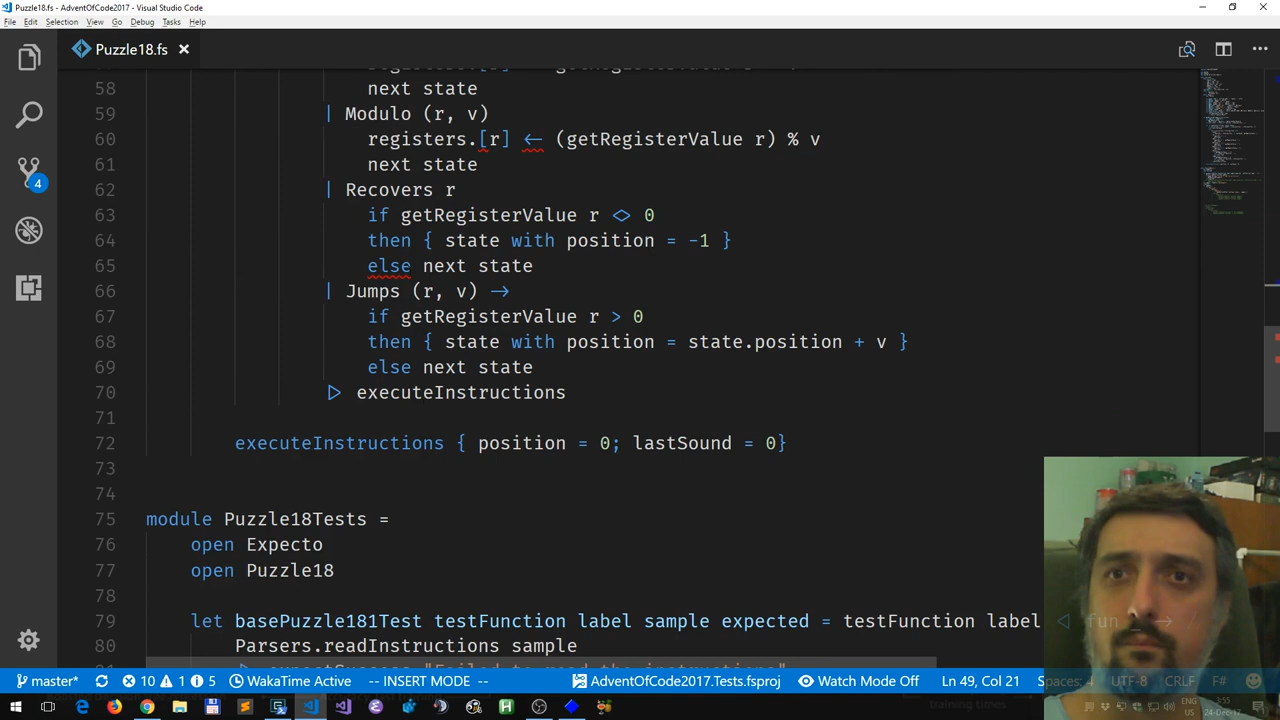 Puzzle18.fs - AdventOfCode2017 - Visual Studio Code
File Edit Selection View Go Debug Tasks Help
Puzzle18.fs
58 next state
59 | Modulo (r, v)
60 registers.[r] <- (getRegisterValue r) % v
61 next state
62 | Recovers r
63 if getRegisterValue r <> 0
64 then { state with position = -1 }
65 else next state
66 | Jumps (r, v) ->
67 if getRegisterValue r > 0
68 then { state with position = state.position + v }
69 else next state
70 |> executeInstructions
71
72 executeInstructions { position = 0; lastSound = 0}
73
74
75 module Puzzle18Tests =
76 open Expecto
77 open Puzzle18
78
79 let basePuzzle181Test testFunction label sample expected = testFunction label <| fun
80 Parsers.readInstructions sample
4
master* 10 1 5 WakaTime Active -- INSERT MODE -- AdventOfCode2017.Tests.fsproj Watch Mode Off Ln 49, Col 21 Spaces: 4 UTF-8 CRLF F#
ENG
US
24-Dec-17